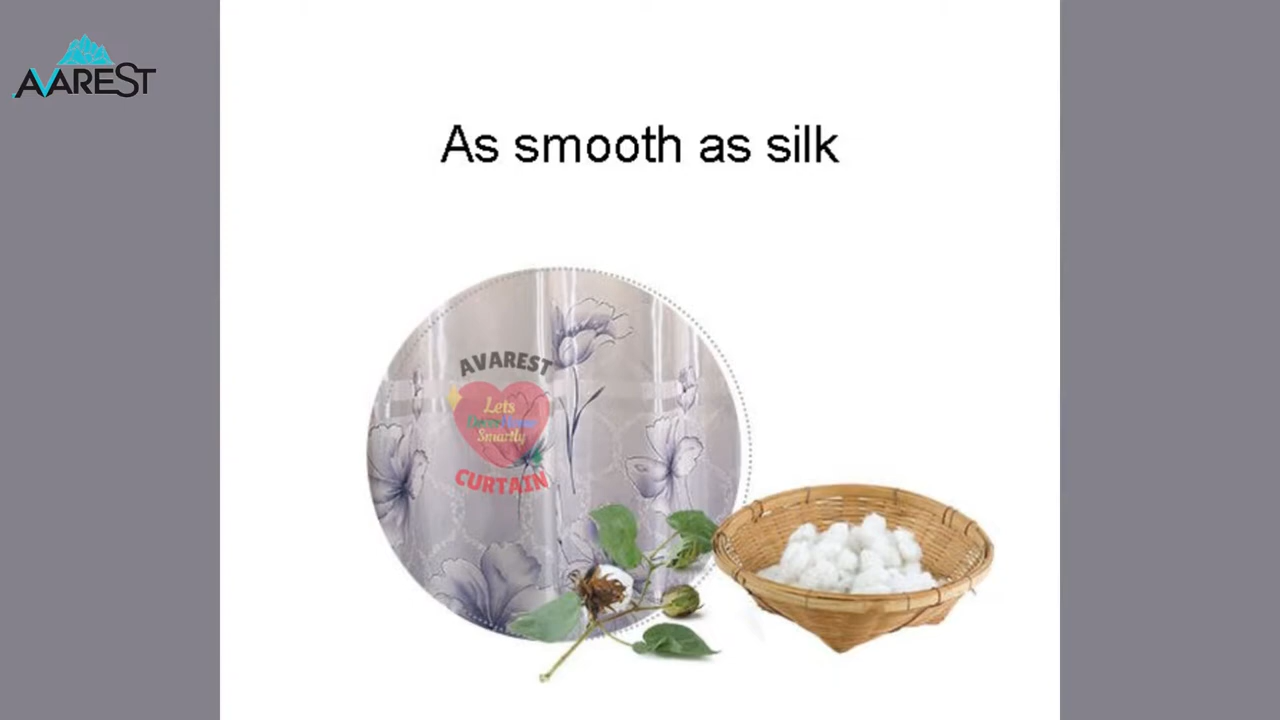 AVAREST
As smooth as silk
AVAREST
Lets
Smartly
CURTAIN